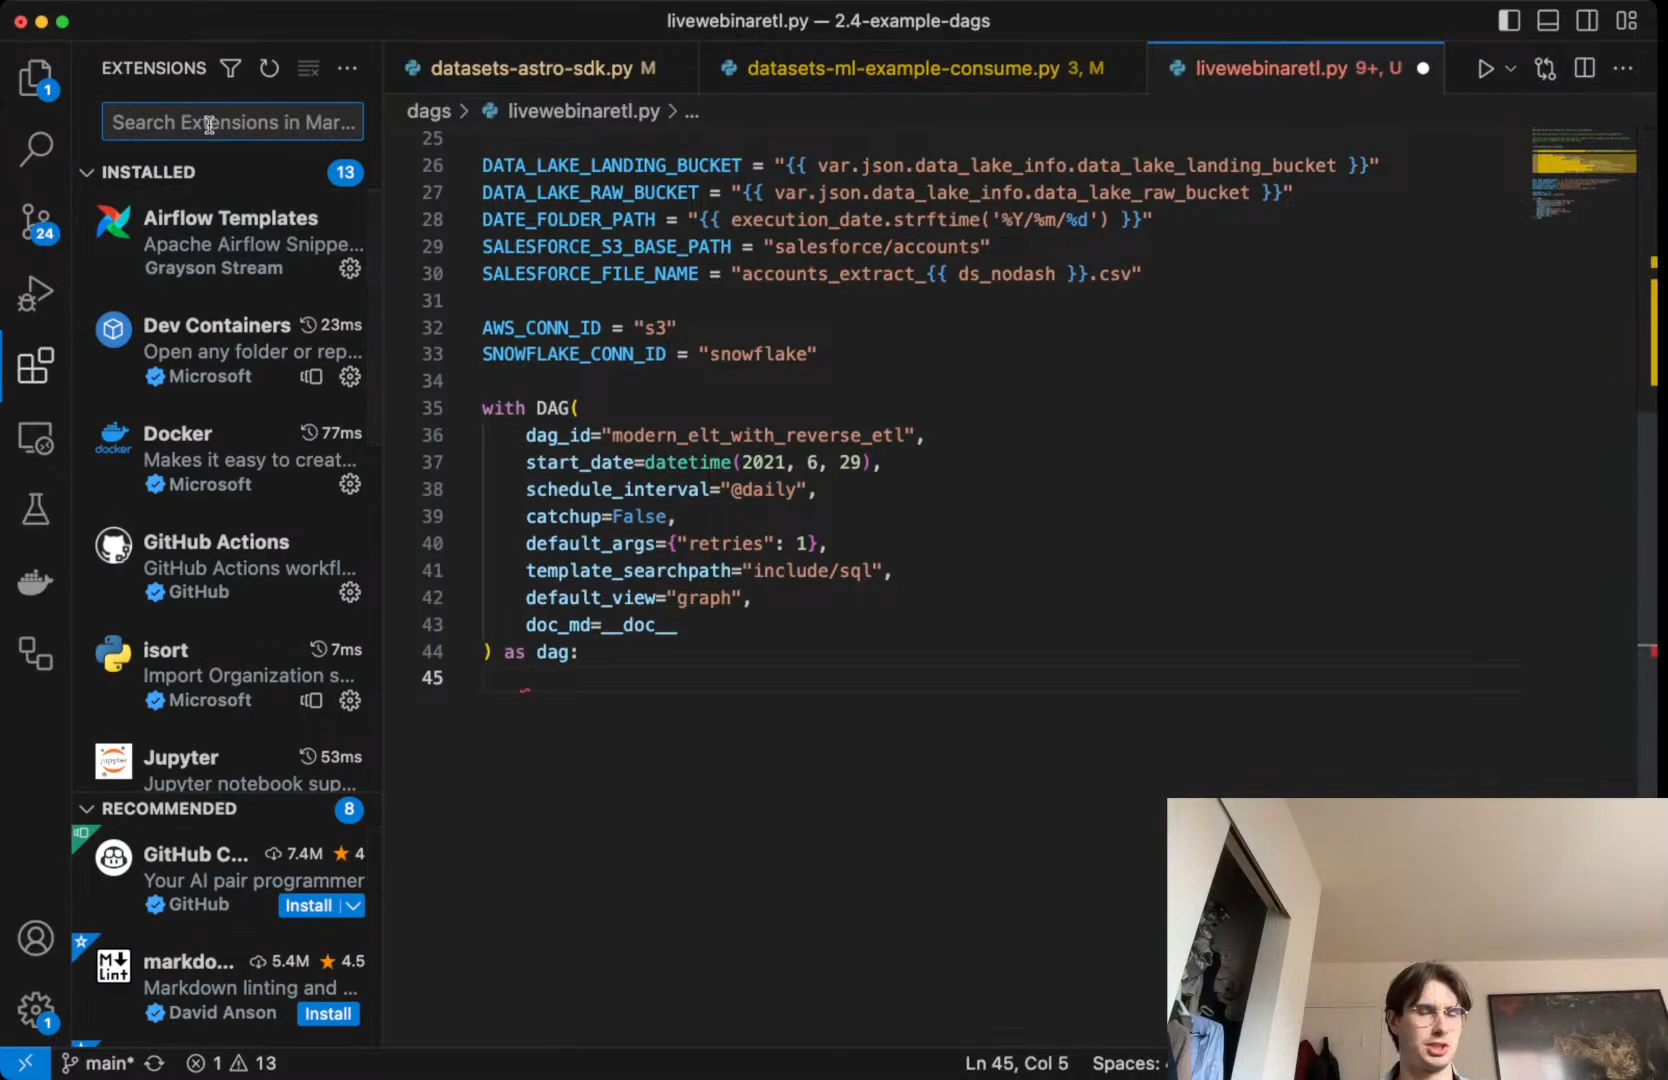 livewebinaretl.py — 2.4-example-dags
EXTENSIONS
datasets-astro-sdk.py M
datasets-ml-example-consume.py 3, M
livewebinaretl.py 9+, U
Search Extensions in Mar...
dags > livewebinaretl.py > ...
INSTALLED 13
Airflow Templates
Apache Airflow Snippe...
Grayson Stream
Dev Containers 23ms
Open any folder or rep...
Microsoft
Docker 77ms
Makes it easy to creat...
Microsoft
GitHub Actions
GitHub Actions workfl...
GitHub
isort 7ms
Import Organization s...
Microsoft
Jupyter 53ms
Jupyter notebook sup...
RECOMMENDED 8
GitHub C... 7.4M 4
Your AI pair programmer
GitHub Install
markdo... 5.4M 4.5
Markdown linting and ...
David Anson Install
1
24
1
docker
jupyter
M Lint
25
26 DATA_LAKE_LANDING_BUCKET = "{{ var.json.data_lake_info.data_lake_landing_bucket }}"
27 DATA_LAKE_RAW_BUCKET = "{{ var.json.data_lake_info.data_lake_raw_bucket }}"
28 DATE_FOLDER_PATH = "{{ execution_date.strftime('%Y/%m/%d') }}"
29 SALESFORCE_S3_BASE_PATH = "salesforce/accounts"
30 SALESFORCE_FILE_NAME = "accounts_extract_{{ ds_nodash }}.csv"
31
32 AWS_CONN_ID = "s3"
33 SNOWFLAKE_CONN_ID = "snowflake"
34
35 with DAG(
36 dag_id="modern_elt_with_reverse_etl",
37 start_date=datetime(2021, 6, 29),
38 schedule_interval="@daily",
39 catchup=False,
40 default_args={"retries": 1},
41 template_searchpath="include/sql",
42 default_view="graph",
43 doc_md=__doc__
44 ) as dag:
45
main* 1 13
Ln 45, Col 5 Spaces: